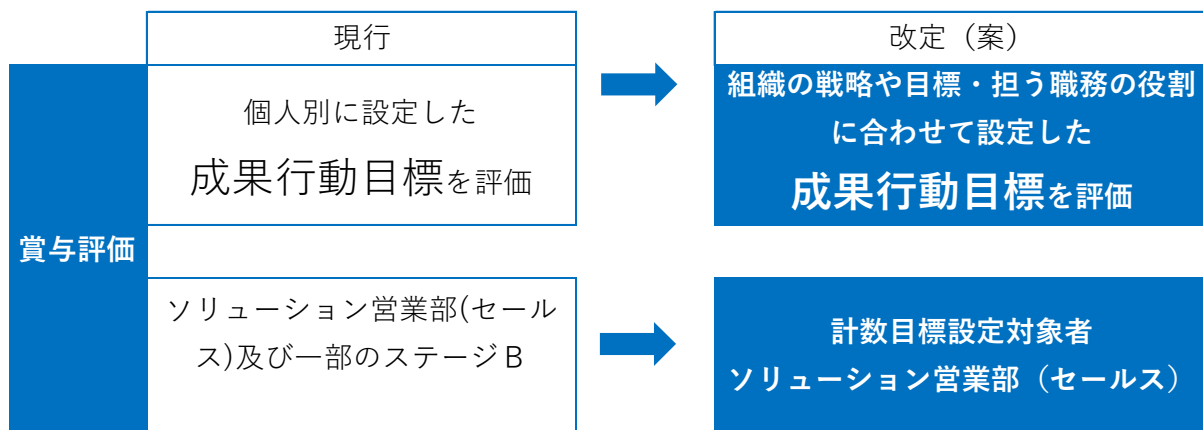 現行
改定（案）
賞与評価
個人別に設定した
成果行動目標を評価
組織の戦略や目標・担う職務の役割
に合わせて設定した
成果行動目標を評価
ソリューション営業部(セール
ス)及び一部のステージＢ
計数目標設定対象者
ソリューション営業部（セールス）